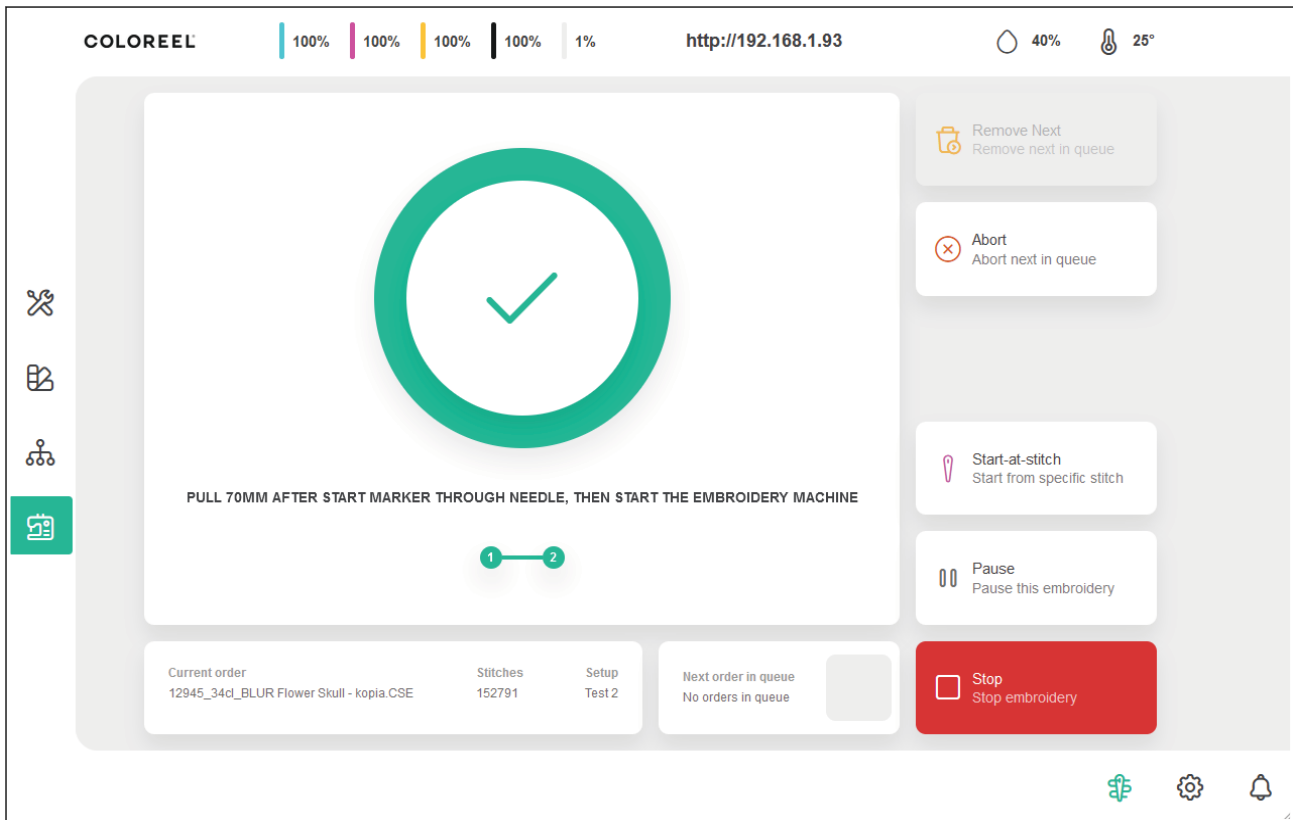 COLOREEL
100%
100%
100%
100%
1%
http://192.168.1.93
40%
25°
Remove Next
Remove next in queue
Abort
Abort next in queue
PULL 70MM AFTER START MARKER THROUGH NEEDLE, THEN START THE EMBROIDERY MACHINE
1
2
Start-at-stitch
Start from specific stitch
Pause
Pause this embroidery
Current order
12945_34cl_BLUR Flower Skull - kopia.CSE
Stitches
152791
Setup
Test 2
Next order in queue
No orders in queue
Stop
Stop embroidery